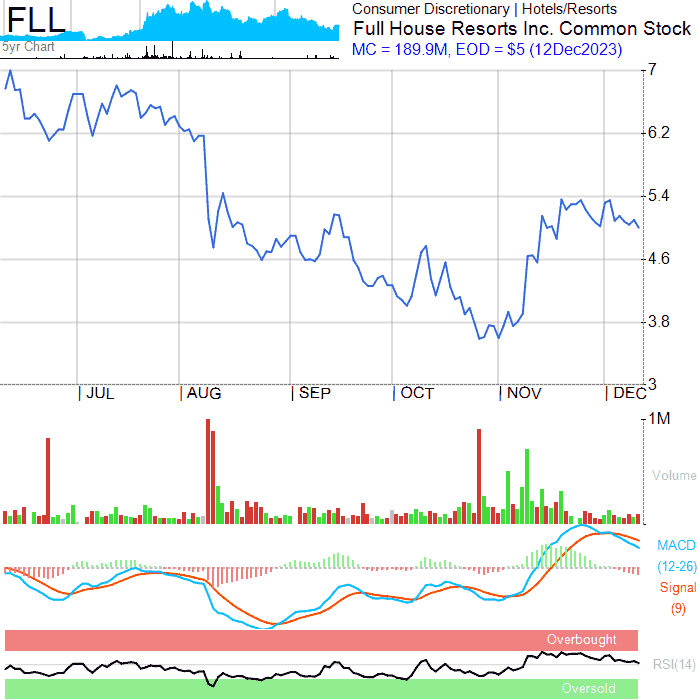 FLL
5yr Chart
Consumer Discretionary | Hotels/Resorts
Full House Resorts Inc. Common Stock
MC = 189.9M, EOD = $5 (12Dec2023)
7
6.2
5.4
4.6
3.8
3
JUL AUG SEP OCT NOV DEC
1M
Volume
MACD
(12-26)
Signal
(9)
Overbought
RSI(14)
Oversold